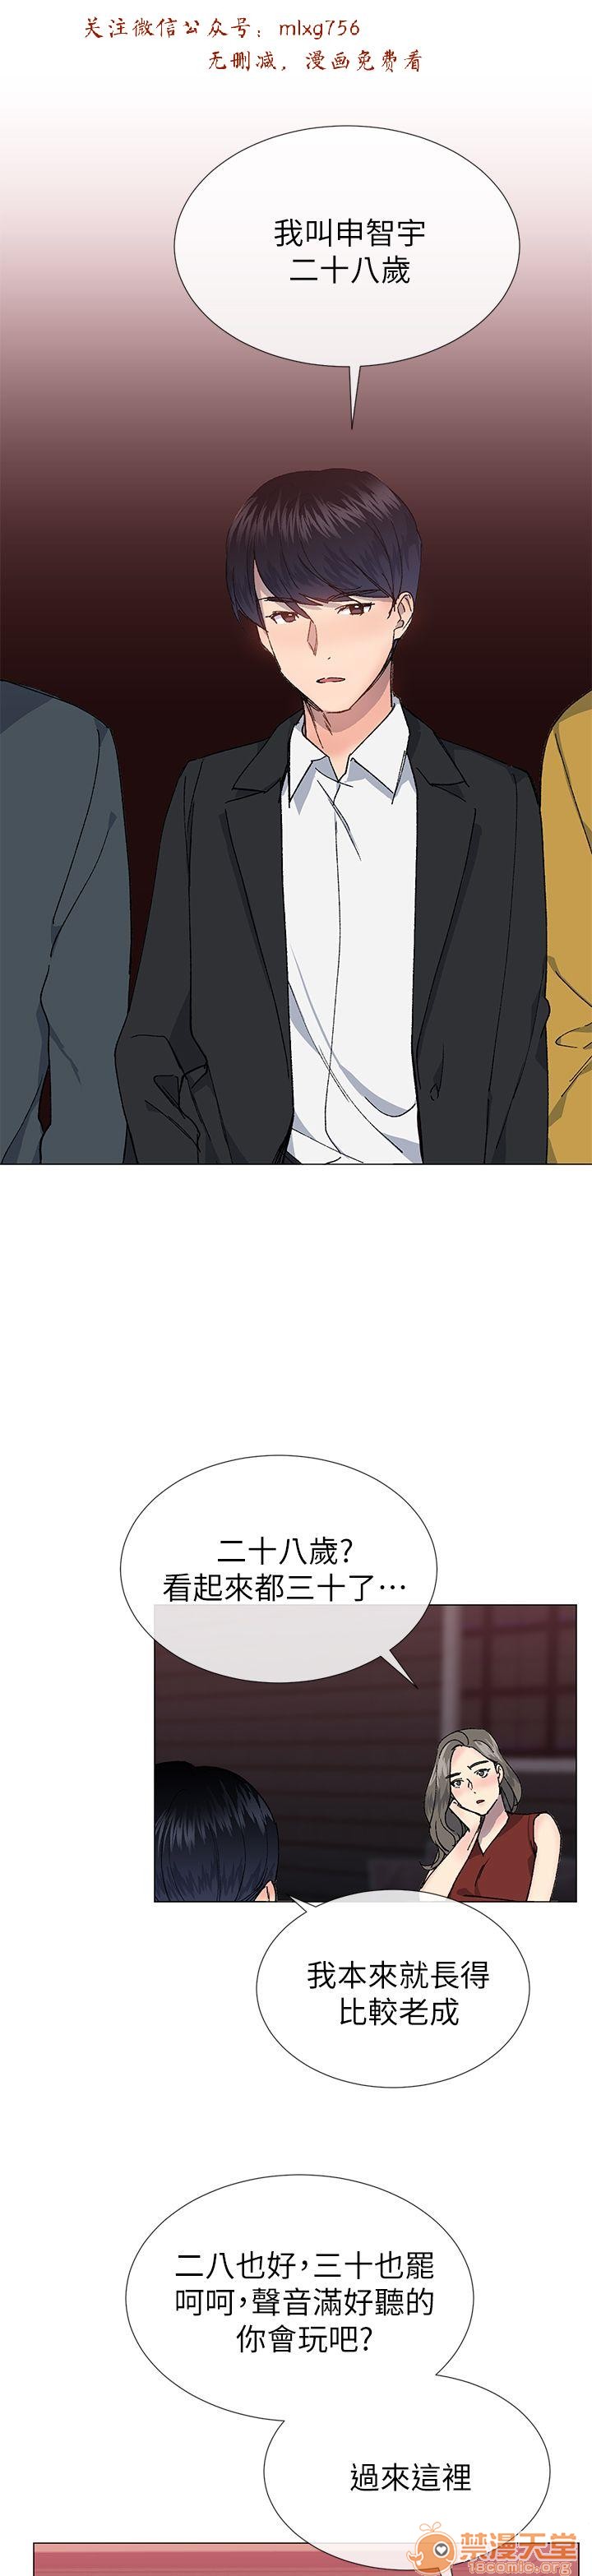 关注微信公众号：mlxg756
无删减，漫画免费看
我叫申智宇
二十八歲
二十八歲?
看起來都三十了⋯
我本來就長得
比較老成
二八也好，三十也罷
呵呵，聲音滿好聽的
你會玩吧?
過來這裡
禁漫天堂
18comic.org